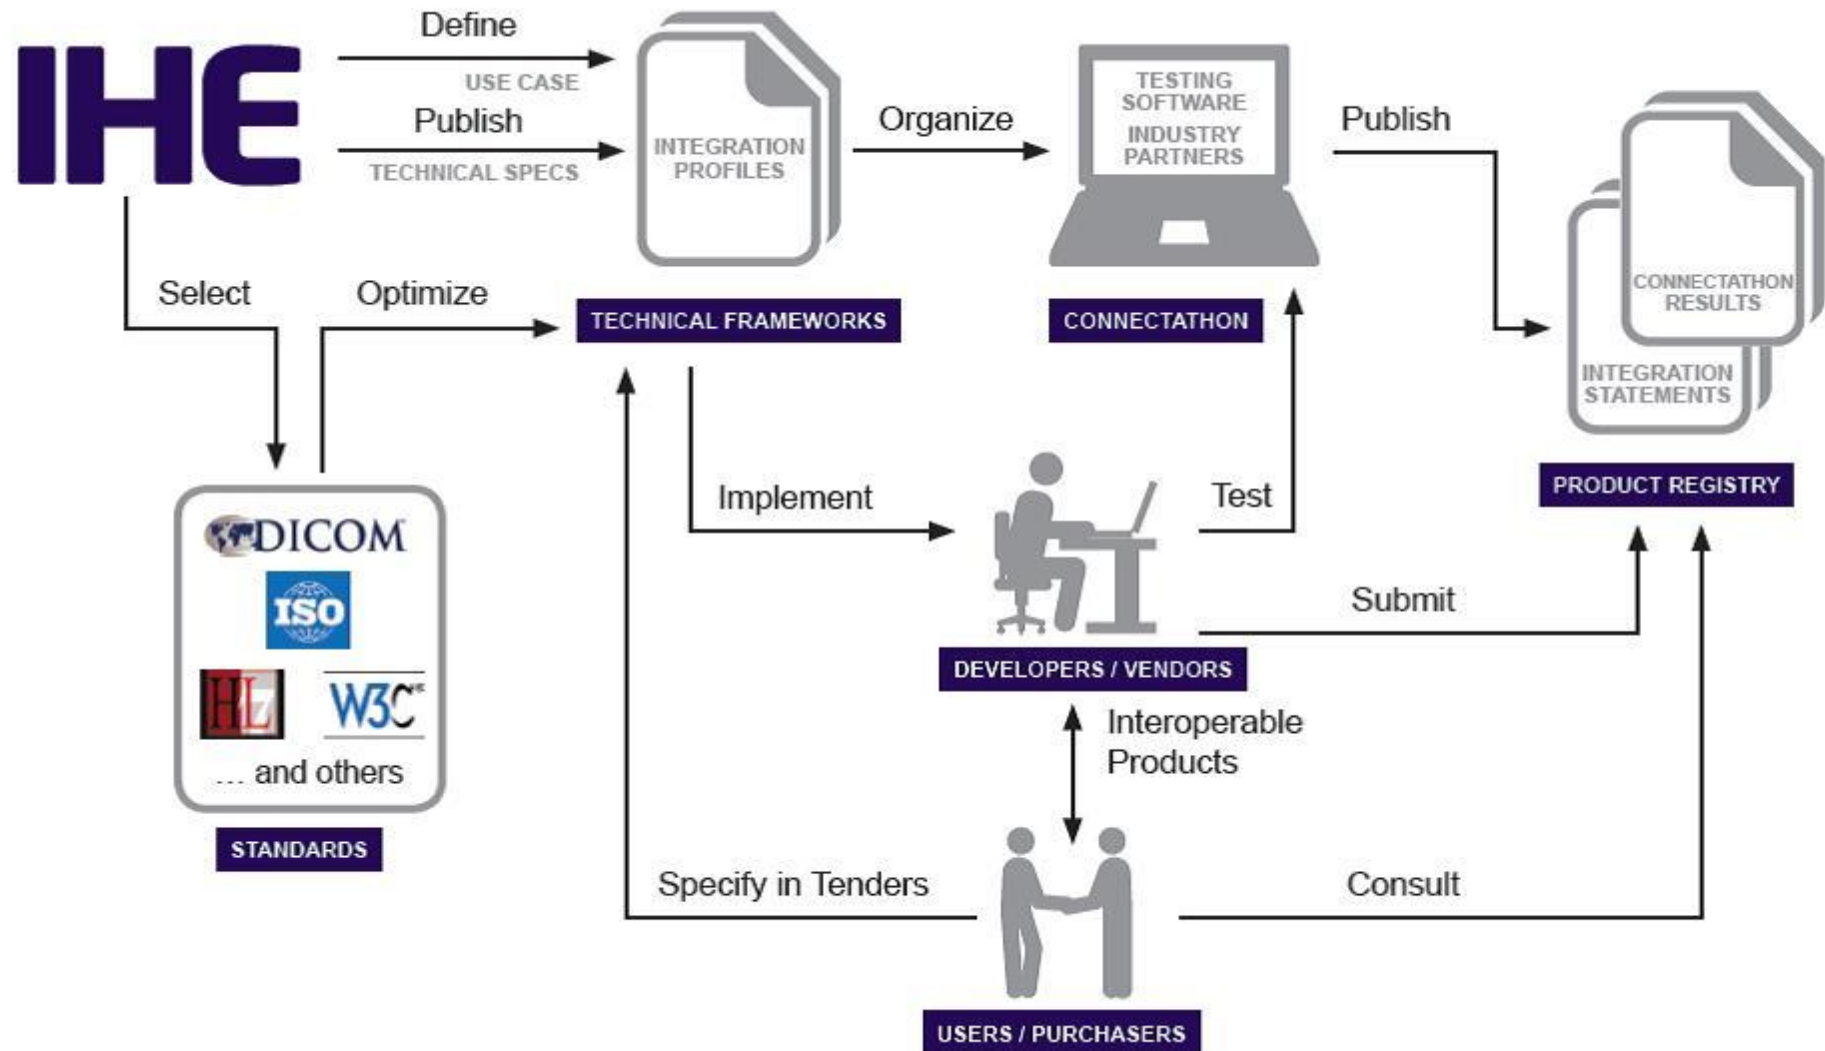 IHE
Define
USE CASE
Publish
TECHNICAL SPECS
INTEGRATION
PROFILES
Organize
TESTING
SOFTWARE
INDUSTRY
PARTNERS
Publish
CONNECTATHON
RESULTS
INTEGRATION
STATEMENTS
Select
Optimize
TECHNICAL FRAMEWORKS
CONNECTATHON
PRODUCT REGISTRY
DICOM
ISO
HL7
W3C
... and others
STANDARDS
Implement
Test
Submit
DEVELOPERS / VENDORS
Interoperable
Products
Specify in Tenders
Consult
USERS / PURCHASERS